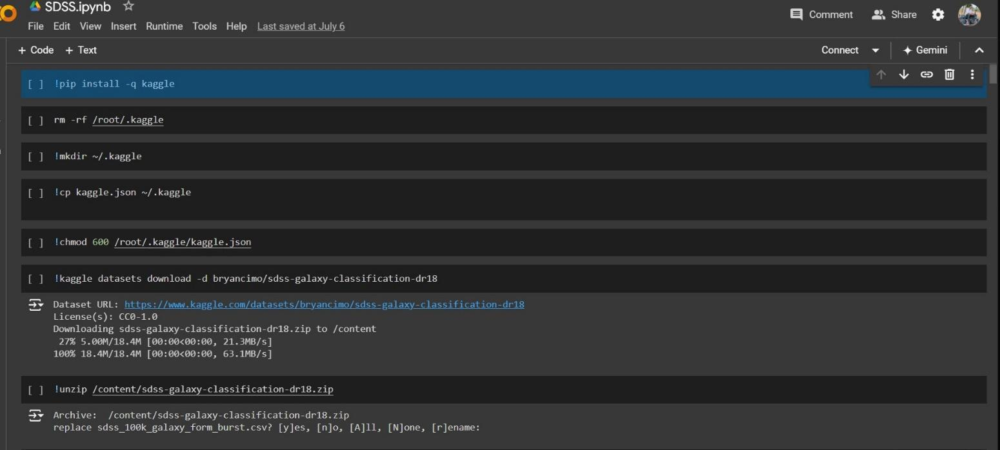 SDSS.ipynb
Comment
Share
File Edit View Insert Runtime Tools Help Last saved at July 6
+ Code + Text
Connect
Gemini
[ ] !pip install -q kaggle
[ ] rm -rf /root/.kaggle
[ ] !mkdir ~/.kaggle
[ ] !cp kaggle.json ~/.kaggle
[ ] !chmod 600 /root/.kaggle/kaggle.json
[ ] !kaggle datasets download -d bryancimo/sdss-galaxy-classification-dr18
Dataset URL: https://www.kaggle.com/datasets/bryancimo/sdss-galaxy-classification-dr18
License(s): CC0-1.0
Downloading sdss-galaxy-classification-dr18.zip to /content
27% 5.00M/18.4M [00:00<00:00, 21.3MB/s]
100% 18.4M/18.4M [00:00<00:00, 63.1MB/s]
[ ] !unzip /content/sdss-galaxy-classification-dr18.zip
Archive:  /content/sdss-galaxy-classification-dr18.zip
replace sdss_100k_galaxy_form_burst.csv? [y]es, [n]o, [A]ll, [N]one, [r]ename: